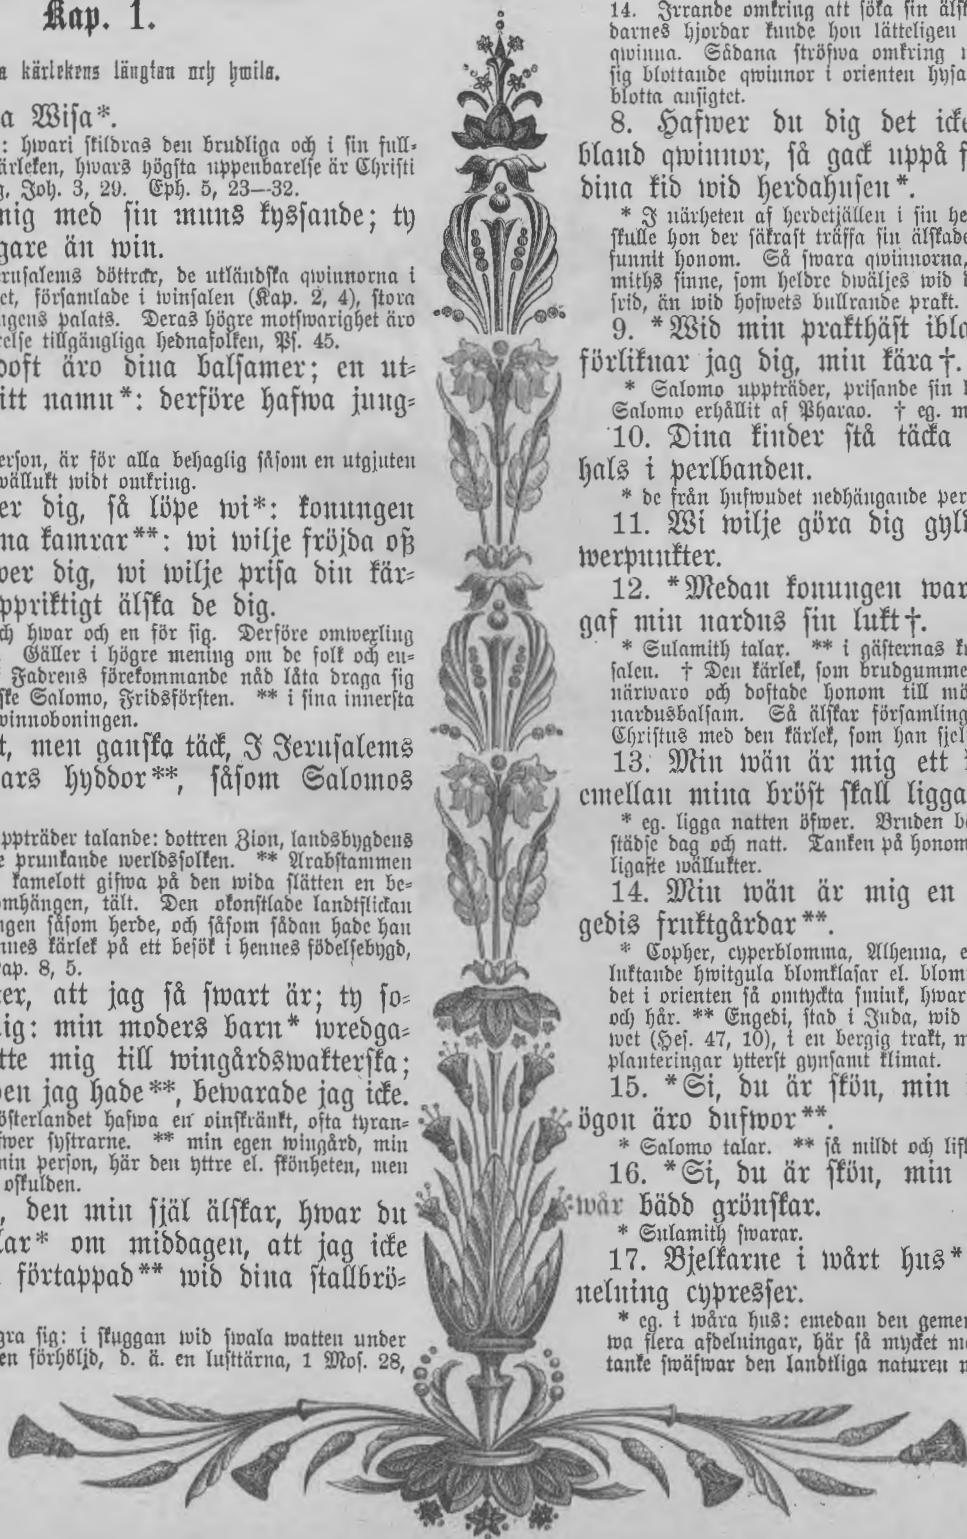 Kap. 1.
kärlekens längtan och hwila.
a Wisa*.
: hwari skildras den brudliga och i sin full-
ärleken, hwars högsta uppenbarelse är Christi
g, Joh. 3, 29. Eph. 5, 23–32.
mig med sin muns kyssande; ty
gare än win.
erusalems döttrar, de utländska qwinnorna i
et, församlade i winsalen (Kap. 2, 4), stora
ngens palats. Deras högre motswarighet äro
relse tillgängliga hednafolken, Ps. 45.
doft äro dina balsamer; en ut-
itt namn*: derföre hafwa jung-
erson, är för alla behaglig såsom en utgjuten
wällukt widt omkring.
er dig, så löpe wi*: konungen
na kamrar**: wi wilje fröjda oß
wer dig, wi wilje prisa din kär-
uppriktigt älska de dig.
ch hwar och en för sig. Derföre omwexling
. Gäller i högre mening om de folk och en-
Fadrens förekommande nåd låta draga sig
ske Salomo, Fridsförsten. ** i sina innersta
winnoboningen.
t, men ganska täck, J Jerusalems
ars hyddor**, såsom Salomos
uppträder talande: dottren Zion, landsbygdens
e prunkande werldsfolken. ** Arabstammen
kamelott gifwa på den wida slätten en be-
omhängen, tält. Den okonstlade landtflickan
ngen såsom herde, och såsom sådan hade han
nnes kärlek på ett besök i hennes födelsebygd,
ap. 8, 5.
er, att jag så swart är; ty so-
ig: min moders barn* wredga-
tte mig till wingårdswakterska;
en jag hade**, bewarade jag icke.
österlandet hafwa en oinskränkt, ofta tyran-
fwer systrarne. ** min egen wingård, min
min person, här den yttre el. skönheten, men
oskulden.
, den min själ älskar, hwar du
lar* om middagen, att jag icke
förtappad** wid dina stallbrö-
gra sig: i skuggan wid swala watten under
en förhöljd, d. ä. en lusttärna, 1 Mos. 28,
14. Irrande omkring att söka sin älsk
darnes hjordar kunde hon lätteligen
qwinna. Sådana ströfwa omkring
sig blottande qwinnor i orienten hysa
blotta ansigtet.
8. Hafwer du dig det icke
bland qwinnor, så gack uppå f
dina kid wid herdahusen*.
* J närheten af herdetjällen i sin he
skulle hon der säkrast träffa sin älskade
funnit honom. Så swara qwinnorna,
miths sinne, som heldre dwäljes wid
frid, än wid hofwets bullrande prakt.
9. *Wid min prakthäst ibla
förliknar jag dig, min kära†.
* Salomo uppträder, prisande sin
Salomo erhållit af Pharao. † eg. m
10. Dina kinder stå täcka
hals i perlbanden.
* de från hufwudet nedhängande per
11. Wi wilje göra dig gyl
werpunkter.
12. *Medan konungen war
gaf min nardus sin lukt†.
* Sulamith talar. ** i gästernas k
salen. † Den kärlek, som brudgumme
närwaro och doftade honom till mö
nardusbalsam. Så älskar församling
Christus med den kärlek, som han sjel
13. Min wän är mig ett
emellan mina bröst skall ligga
* eg. ligga natten öfwer. Bruden b
städse dag och natt. Tanken på honom
ligaste wällukter.
14. Min wän är mig en
gedis fruktgårdar**.
* Copher, cyperblomma, Alhenna, e
luktande hwitgula blomklasar el. blom
det i orienten så omtyckta smink, hwar
och hår. ** Engedi, stad i Juda, wid
wet (Hes. 47, 10), i en bergig trakt, m
planteringar ytterst gynsamt klimat.
15. *Si, du är skön, min
ögon äro dufwor**.
* Salomo talar. ** så mildt och lif
16. *Si, du är skön, min
wår bädd grönskar.
* Sulamith swarar.
17. Bjelkarne i wårt hus*
nelning cypresser.
* eg. i wåra hus: emedan den gemen
wa flera afdelningar, här så mycket me
tanke swäfwar den landtliga naturen